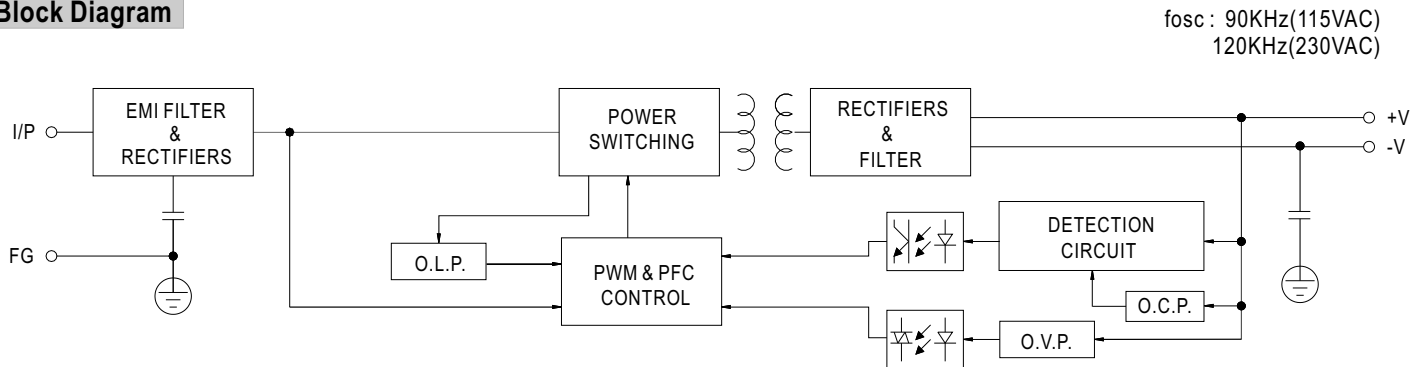 Block Diagram
fosc : 90KHz(115VAC)
120KHz(230VAC)
I/P
EMI FILTER
&
RECTIFIERS
POWER
SWITCHING
RECTIFIERS
&
FILTER
+V
-V
FG
O.L.P.
PWM & PFC
CONTROL
DETECTION
CIRCUIT
O.C.P.
O.V.P.